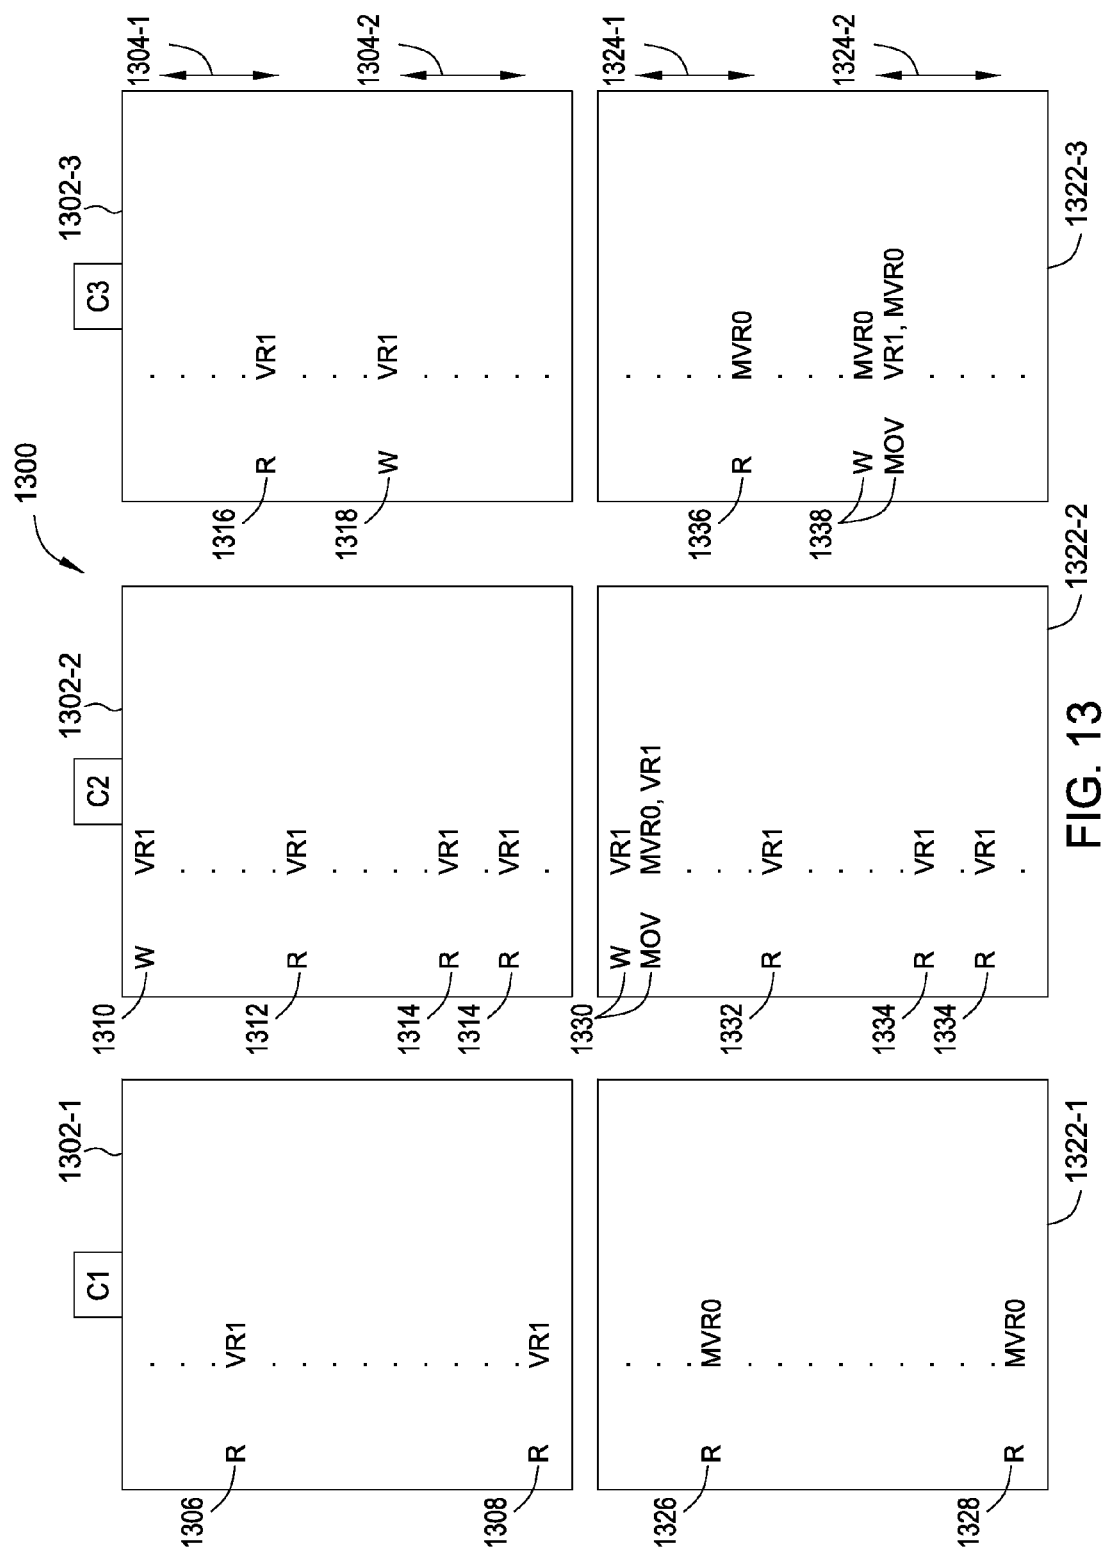 1300
1302-1 1302-2 1302-3
C1 C2 C3
1310 W VR1 1304-1
1306 R VR1
1316 R VR1
1312 R VR1
1318 W VR1 1304-2
1314 R VR1
1314 R VR1
1308 R VR1
1330 W VR1 1324-1
MOV MVR0, VR1
1326 R MVR0
1336 R MVR0
1332 R VR1
1338 W MVR0 1324-2
MOV VR1, MVR0
1334 R VR1
1334 R VR1
1328 R MVR0
1322-1 1322-2 1322-3
FIG. 13